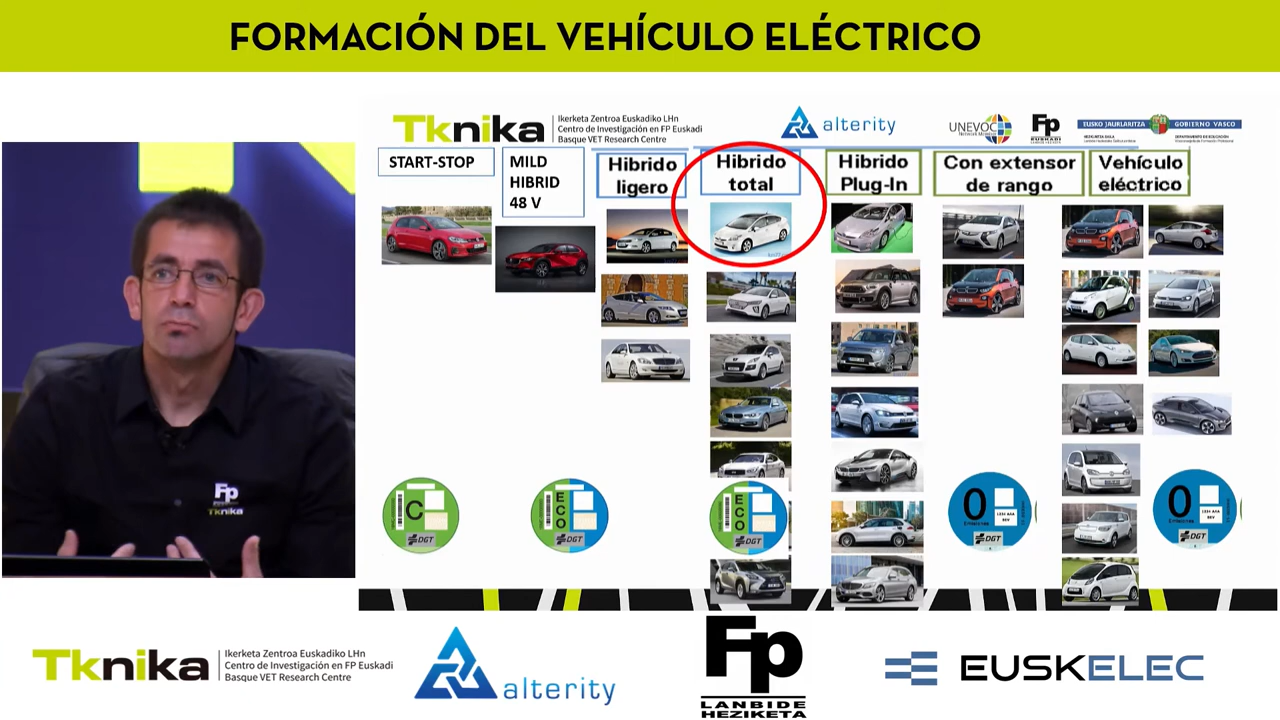 FORMACIÓN DEL VEHÍCULO ELÉCTRICO
Tknika
Ikerketa Zentroa Euskadiko LHn
Centro de Investigación en FP Euskadi
Basque VET Research Centre
alterity
UNEVOC
Fp
EUSKADI
EUSKO JAURLARITZA
GOBIERNO VASCO
START-STOP
MILD
HIBRID
48 V
Hibrido
ligero
Hibrido
total
Hibrido
Plug-In
Con extensor
de rango
Vehículo
eléctrico
C
DGT
ECO
DGT
ECO
DGT
0
Emisiones
DGT
0
Emisiones
DGT
Fp
Tknika
Tknika
Ikerketa Zentroa Euskadiko LHn
Centro de Investigación en FP Euskadi
Basque VET Research Centre
alterity
Fp
LANBIDE
HEZIKETA
EUSKELEC